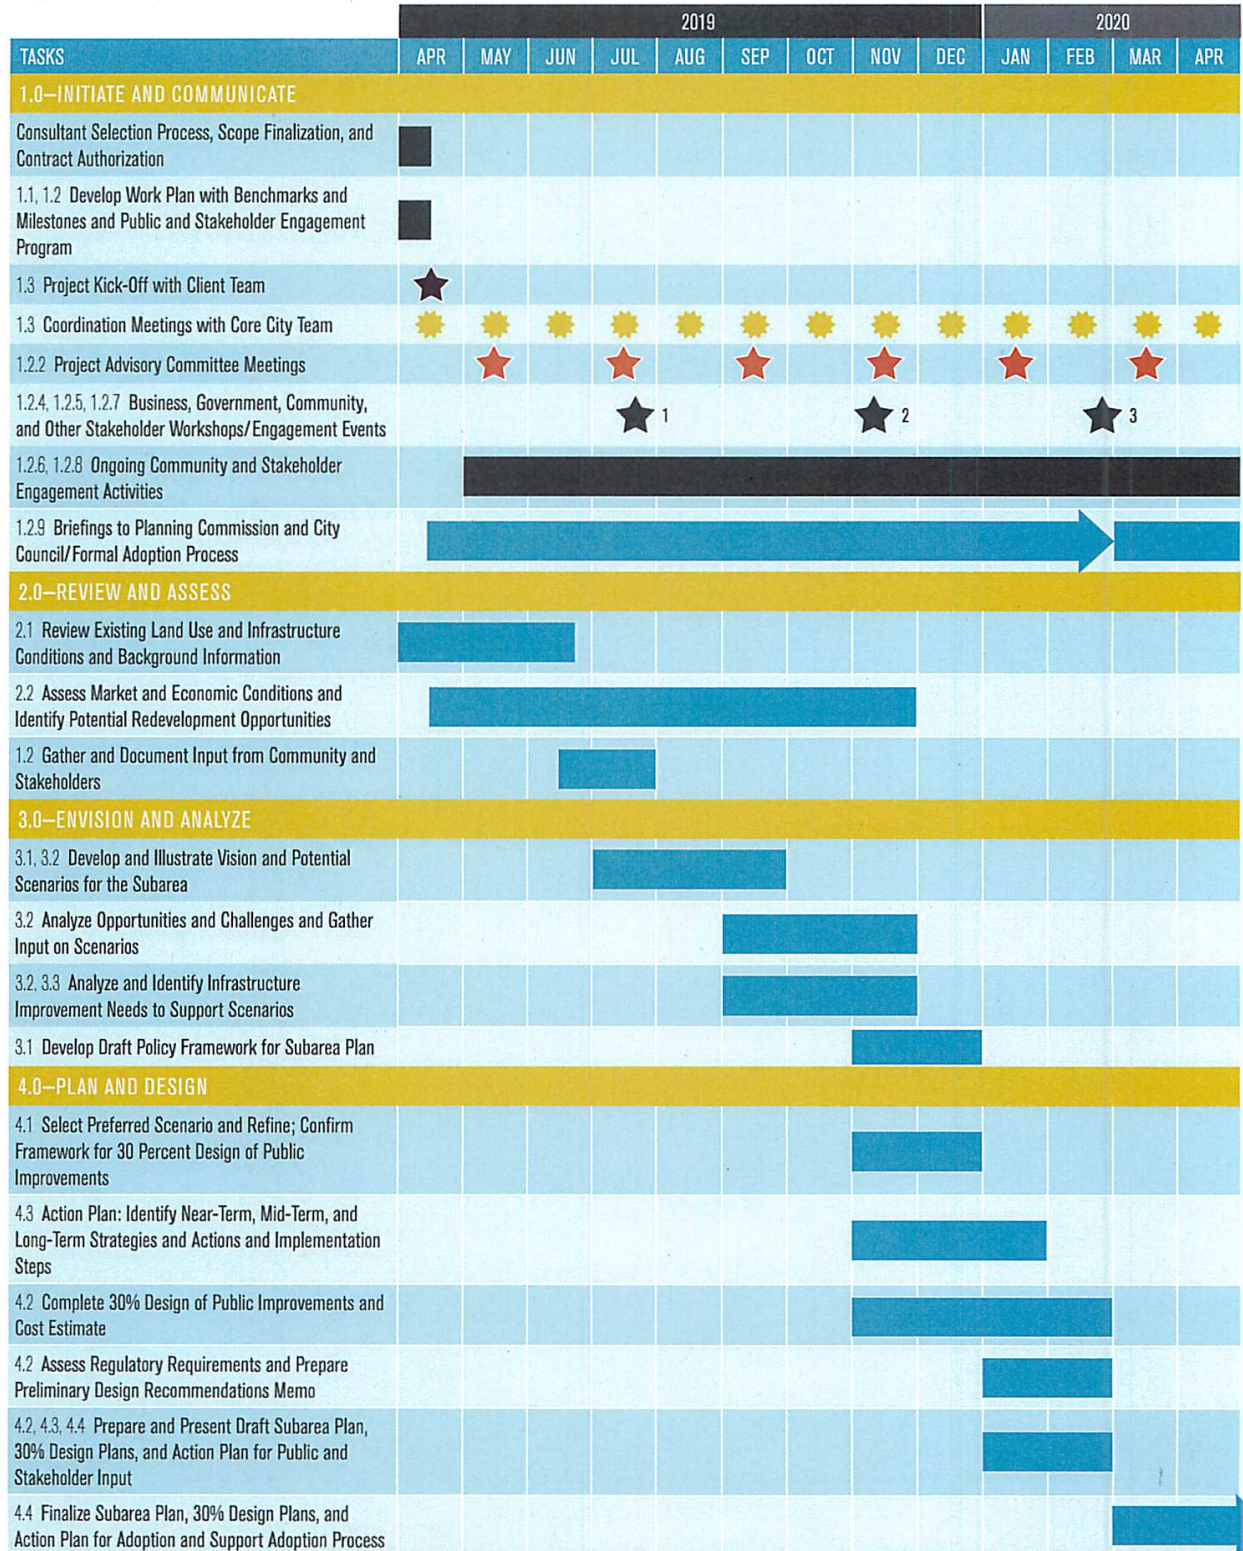 2019 2020
TASKS APR MAY JUN JUL AUG SEP OCT NOV DEC JAN FEB MAR APR
1.0—INITIATE AND COMMUNICATE
Consultant Selection Process, Scope Finalization, and
Contract Authorization
1.1, 1.2 Develop Work Plan with Benchmarks and
Milestones and Public and Stakeholder Engagement
Program
1.3 Project Kick-Off with Client Team
1.3 Coordination Meetings with Core City Team
1.2.2 Project Advisory Committee Meetings
1.2.4, 1.2.5, 1.2.7 Business, Government, Community,
and Other Stakeholder Workshops/Engagement Events
1 2 3
1.2.6, 1.2.8 Ongoing Community and Stakeholder
Engagement Activities
1.2.9 Briefings to Planning Commission and City
Council/Formal Adoption Process
2.0—REVIEW AND ASSESS
2.1 Review Existing Land Use and Infrastructure
Conditions and Background Information
2.2 Assess Market and Economic Conditions and
Identify Potential Redevelopment Opportunities
1.2 Gather and Document Input from Community and
Stakeholders
3.0—ENVISION AND ANALYZE
3.1, 3.2 Develop and Illustrate Vision and Potential
Scenarios for the Subarea
3.2 Analyze Opportunities and Challenges and Gather
Input on Scenarios
3.2, 3.3 Analyze and Identify Infrastructure
Improvement Needs to Support Scenarios
3.1 Develop Draft Policy Framework for Subarea Plan
4.0—PLAN AND DESIGN
4.1 Select Preferred Scenario and Refine; Confirm
Framework for 30 Percent Design of Public
Improvements
4.3 Action Plan: Identify Near-Term, Mid-Term, and
Long-Term Strategies and Actions and Implementation
Steps
4.2 Complete 30% Design of Public Improvements and
Cost Estimate
4.2 Assess Regulatory Requirements and Prepare
Preliminary Design Recommendations Memo
4.2, 4.3, 4.4 Prepare and Present Draft Subarea Plan,
30% Design Plans, and Action Plan for Public and
Stakeholder Input
4.4 Finalize Subarea Plan, 30% Design Plans, and
Action Plan for Adoption and Support Adoption Process